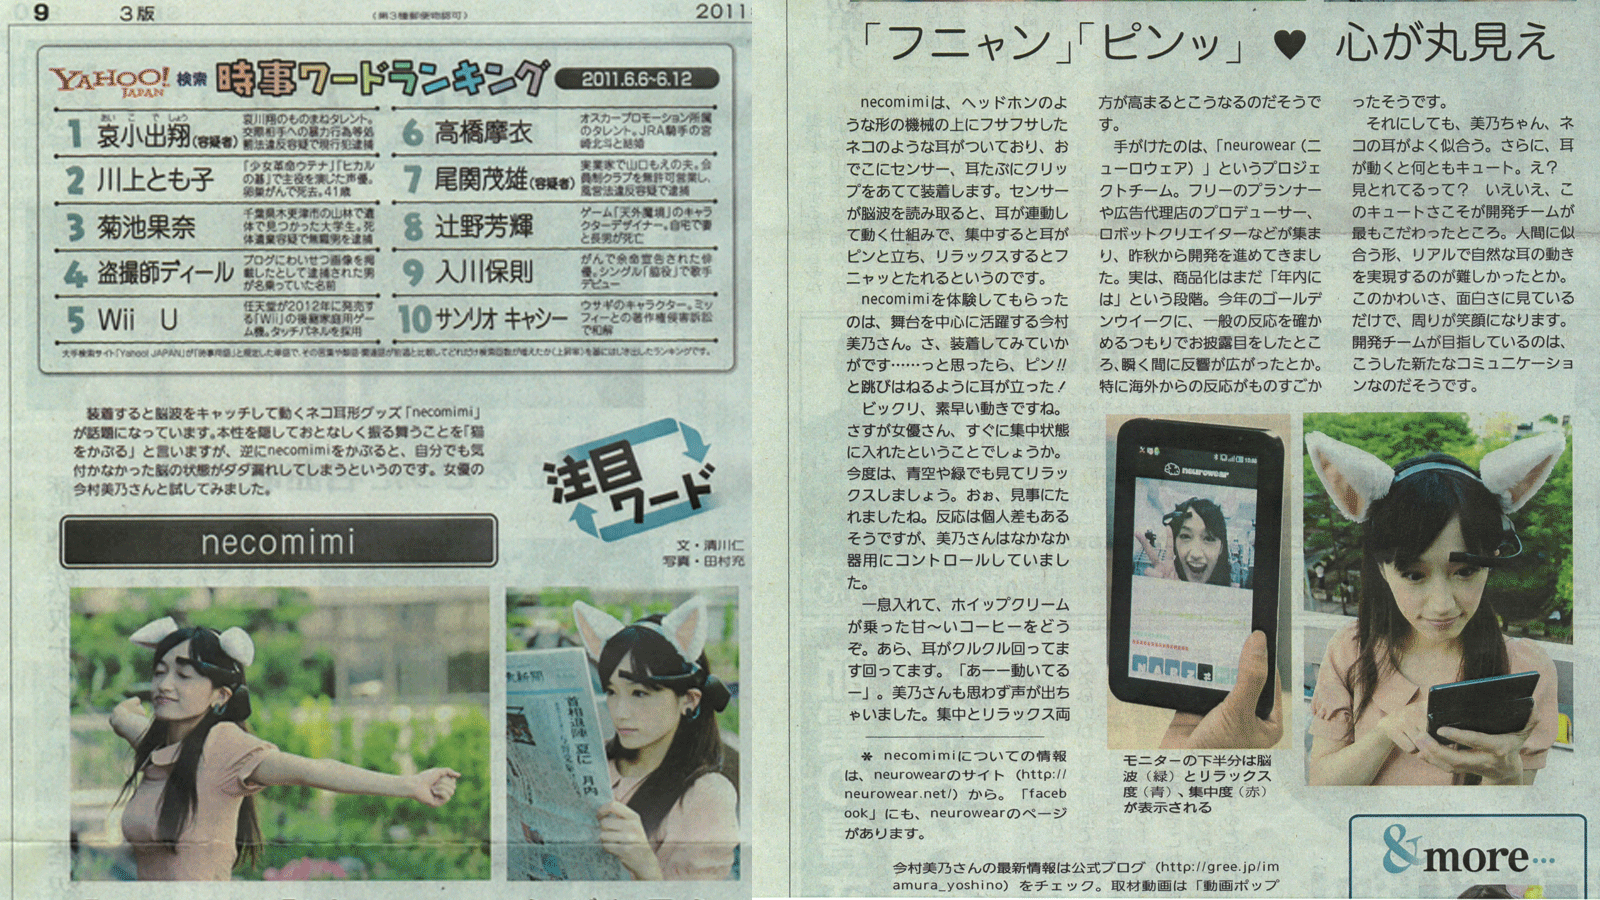 9
3版
(第3種郵便物認可)
2011
YAHOO! JAPAN 検索 時事ワードランキング 2011.6.6~6.12
1 哀小出翔(容疑者)
あい こ で しょう
哀川翔のものまねタレント。
交際相手への暴力行為等処
罰法違反容疑で現行犯逮捕
2 川上とも子
「少女革命ウテナ」「ヒカル
の碁」で主役を演じた声優。
卵巣がんで死去。41歳
3 菊池果奈
千葉県木更津市の山林で遺
体で見つかった大学生。死
体遺棄容疑で無職男を逮捕
4 盗撮師ディール
ブログにわいせつ画像を掲
載したとして逮捕された男
が名乗っていた名前
5 Wii U
任天堂が2012年に発売す
る「Wii」の後継家庭用ゲー
ム機。タッチパネルを採用
6 高橋摩衣
オスカープロモーション所属
のタレント。JRA騎手の宮
崎北斗と結婚
7 尾関茂雄(容疑者)
実業家で山口もえの夫。会
員制クラブを無許可営業し、
風営法違反容疑で逮捕
8 辻野芳輝
ゲーム「天外魔境」のキャラ
クターデザイナー。自宅で妻
と長男が死亡
9 入川保則
がんで余命宣告された俳
優。シングル「脇役」で歌手
デビュー
10 サンリオ キャシー
ウサギのキャラクター。ミッ
フィーとの著作権侵害訴訟
で和解
大手検索サイト「Yahoo! JAPAN」が「時事用語」と規定した単語で、その言葉や類語・関連語が前週と比較してどれだけ検索回数が増えたか(上昇率)を基にはじき出したランキングです。
装着すると脳波をキャッチして動くネコ耳形グッズ「necomimi」
が話題になっています。本性を隠しておとなしく振る舞うことを「猫
をかぶる」と言いますが、逆にnecomimiをかぶると、自分でも気
付かなかった脳の状態がダダ漏れしてしまうというのです。女優の
今村美乃さんと試してみました。
注目
ワード
necomimi
文・清川仁
写真・田村充
新聞
首相退陣 夏に
月内
「フニャン」「ピンッ」♥ 心が丸見え
necomimiは、ヘッドホンのよ
うな形の機械の上にフサフサした
ネコのような耳がついており、お
でこにセンサー、耳たぶにクリッ
プをあてて装着します。センサー
が脳波を読み取ると、耳が連動し
て動く仕組みで、集中すると耳が
ピンと立ち、リラックスするとフ
ニャッとたれるというのです。
necomimiを体験してもらった
のは、舞台を中心に活躍する今村
美乃さん。さ、装着してみていか
がです……っと思ったら、ピン!!
と跳びはねるように耳が立った!
ビックリ、素早い動きですね。
さすが女優さん、すぐに集中状態
に入れたということでしょうか。
今度は、青空や緑でも見てリラッ
クスしましょう。おぉ、見事にた
れましたね。反応は個人差もある
そうですが、美乃さんはなかなか
器用にコントロールしていまし
た。
一息入れて、ホイップクリーム
が乗った甘〜いコーヒーをどう
ぞ。あら、耳がクルクル回ってま
す回ってます。「あーー動いてる
ー」。美乃さんも思わず声が出ち
ゃいました。集中とリラックス両
方が高まるとこうなるのだそうで
す。
手がけたのは、「neurowear(ニ
ューロウェア)」というプロジェ
クトチーム。フリーのプランナー
や広告代理店のプロデューサー、
ロボットクリエイターなどが集ま
り、昨秋から開発を進めてきまし
た。実は、商品化はまだ「年内に
は」という段階。今年のゴールデ
ンウイークに、一般の反応を確か
めるつもりでお披露目をしたとこ
ろ、瞬く間に反響が広がったとか。
特に海外からの反応がものすごか
ったそうです。
それにしても、美乃ちゃん、ネ
コの耳がよく似合う。さらに、耳
が動くと何ともキュート。え?
見とれてるって? いえいえ、こ
のキュートさこそが開発チームが
最もこだわったところ。人間に似
合う形、リアルで自然な耳の動き
を実現するのが難しかったとか。
このかわいさ、面白さに見ている
だけで、周りが笑顔になります。
開発チームが目指しているのは、
こうした新たなコミュニケーショ
ンなのだそうです。
neurowear
モニターの下半分は脳
波(緑)とリラックス
度(青)、集中度(赤)
が表示される
* necomimiについての情報
は、neurowearのサイト(http://
neurowear.net/)から。「faceb
ook」にも、neurowearのページ
があります。
今村美乃さんの最新情報は公式ブログ(http://gree.jp/im
amura_yoshino)をチェック。取材動画は「動画ポップ
&more…